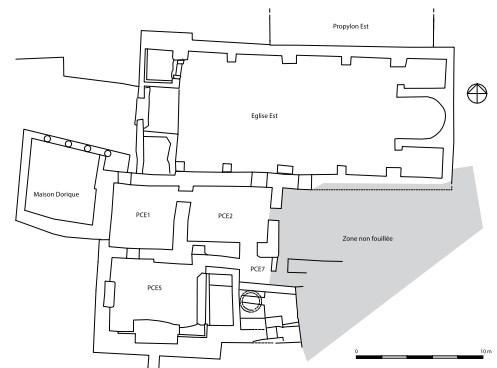 Propylon Est
Eglise Est
Maison Dorique
PCE1
PCE2
Zone non fouillée
PCE7
PCE5
0
10 m